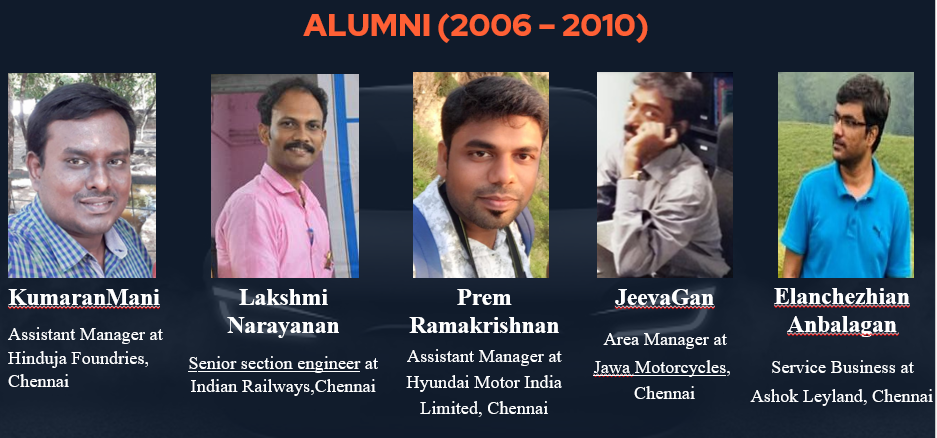 ALUMNI (2006 – 2010)
KumaranMani
Assistant Manager at
Hinduja Foundries,
Chennai
Lakshmi
Narayanan
Senior section engineer at
Indian Railways,Chennai
Prem
Ramakrishnan
Assistant Manager at
Hyundai Motor India
Limited, Chennai
JeevaGan
Area Manager at
Jawa Motorcycles,
Chennai
Elanchezhian
Anbalagan
Service Business at
Ashok Leyland, Chennai